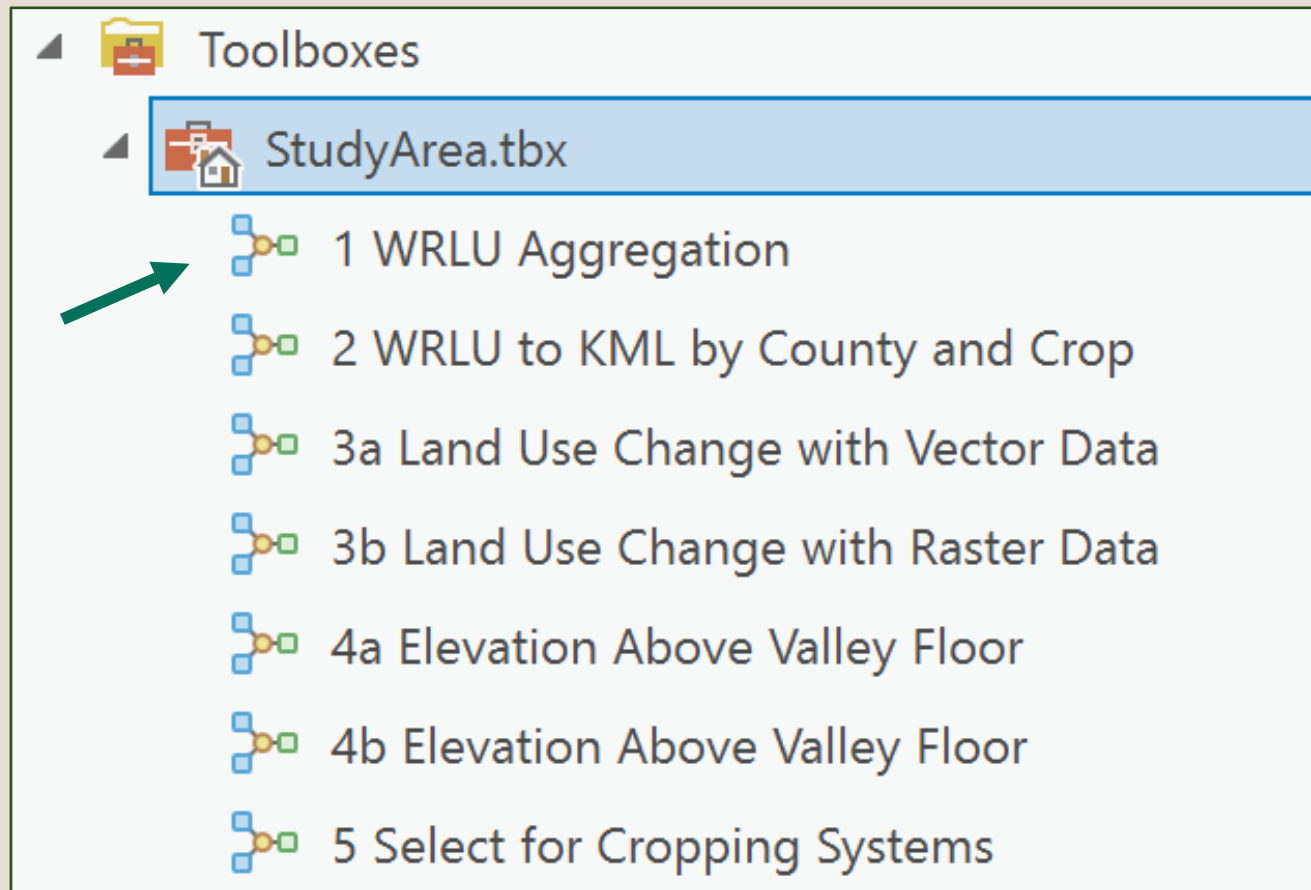 Toolboxes
StudyArea.tbx
1 WRLU Aggregation
2 WRLU to KML by County and Crop
3a Land Use Change with Vector Data
3b Land Use Change with Raster Data
4a Elevation Above Valley Floor
4b Elevation Above Valley Floor
5 Select for Cropping Systems